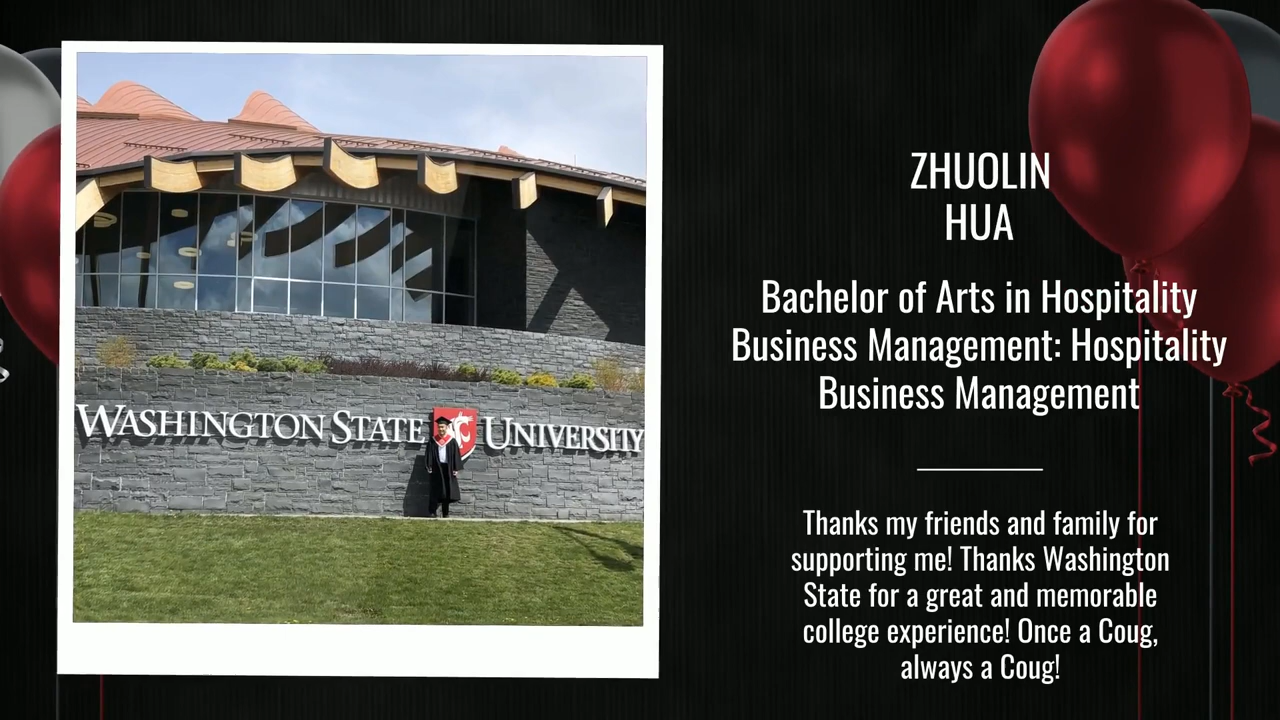 WASHINGTON STATE UNIVERSITY
ZHUOLIN
HUA
Bachelor of Arts in Hospitality
Business Management: Hospitality
Business Management
Thanks my friends and family for
supporting me! Thanks Washington
State for a great and memorable
college experience! Once a Coug,
always a Coug!